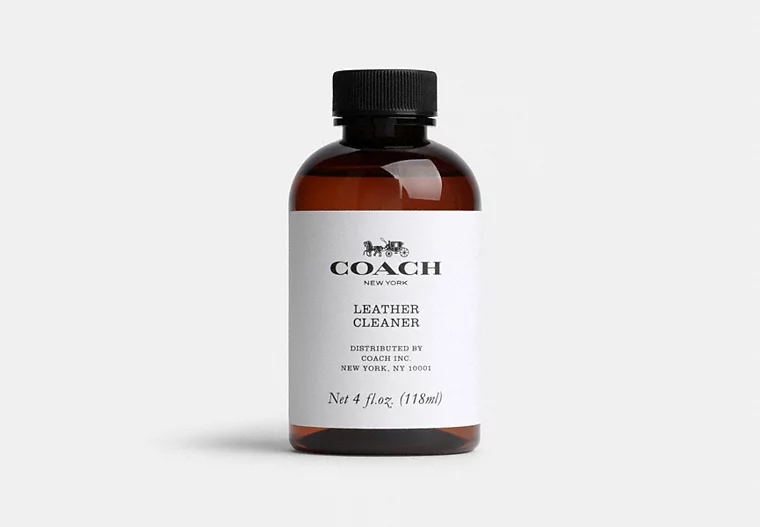 COACH
NEW YORK
LEATHER
CLEANER
DISTRIBUTED BY
COACH INC.
NEW YORK, NY 10001
Net 4 fl.oz. (118ml)